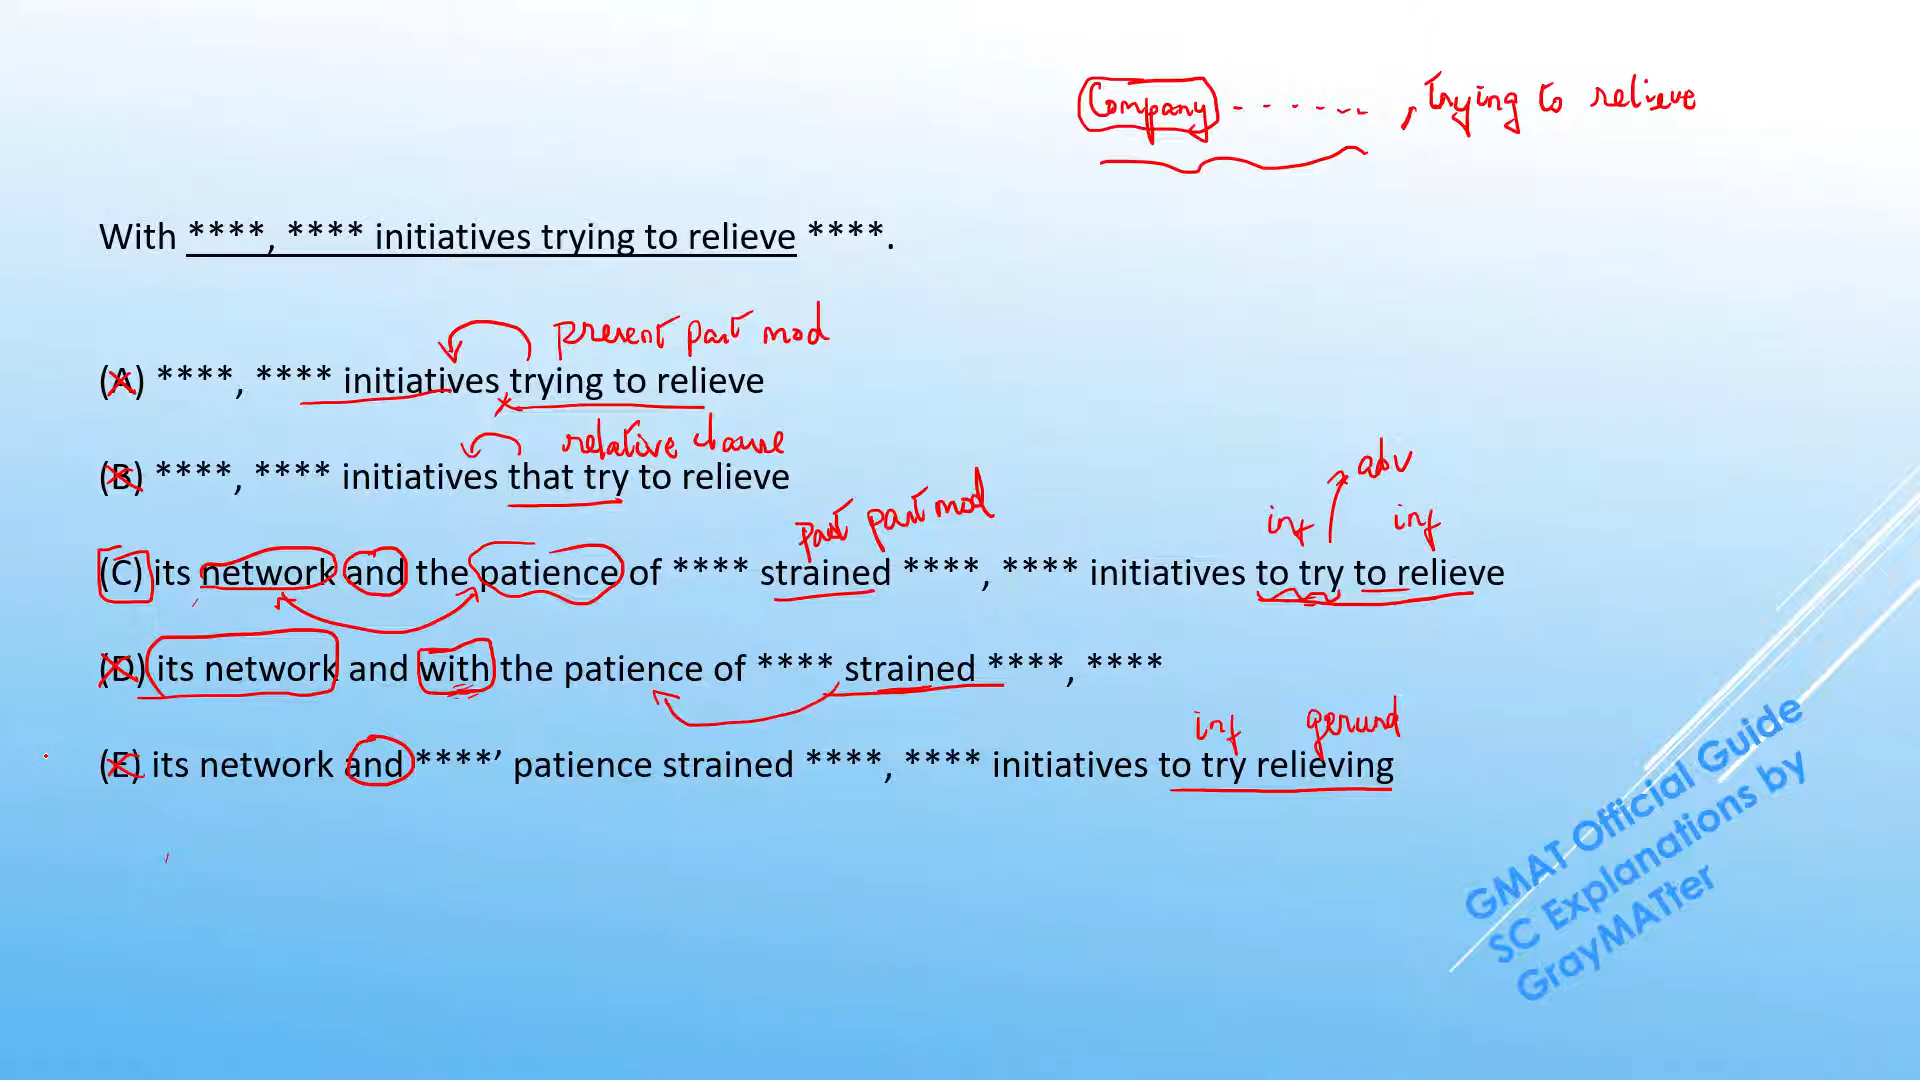 Company ------ , trying to relieve
With ****, **** initiatives trying to relieve ****.
present part mod
(A) ****, **** initiatives trying to relieve
relative clause
(B) ****, **** initiatives that try to relieve
past part mod
adv
inf inf
(C) its network and the patience of **** strained ****, **** initiatives to try to relieve
(D) its network and with the patience of **** strained ****, ****
inf gerund
(E) its network and ****’ patience strained ****, **** initiatives to try relieving
GMAT Official Guide
SC Explanations by
GrayMATter